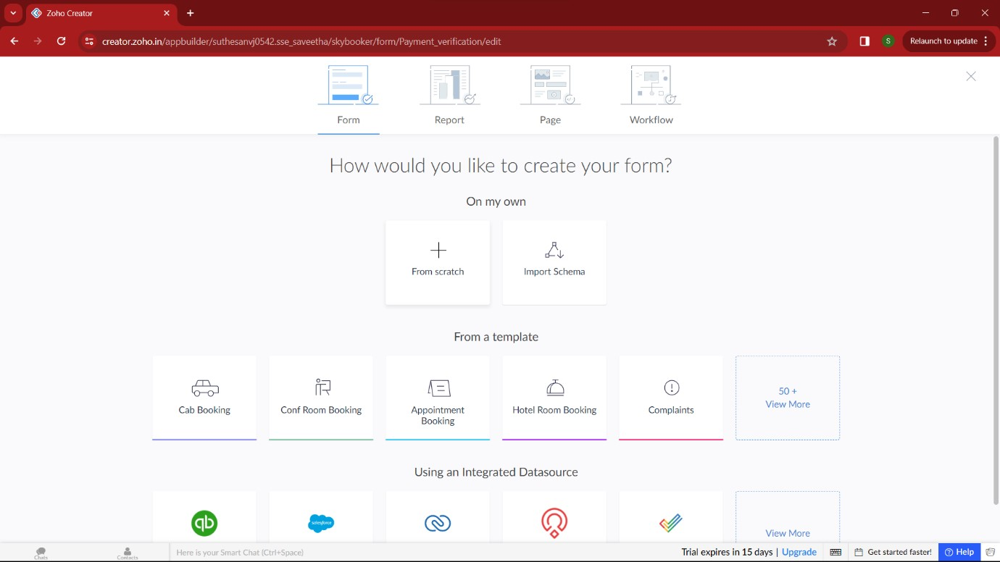 Zoho Creator
creator.zoho.in/appbuilder/suthesanvj0542.sse_saveetha/skybooker/form/Payment_verification/edit
S
Relaunch to update
Form
Report
Page
Workflow
How would you like to create your form?
On my own
From scratch
Import Schema
From a template
Cab Booking
Conf Room Booking
Appointment
Booking
Hotel Room Booking
Complaints
50 +
View More
Using an Integrated Datasource
qb
salesforce
View More
Chats
Contacts
Here is your Smart Chat (Ctrl+Space)
Trial expires in 15 days | Upgrade
Get started faster!
Help